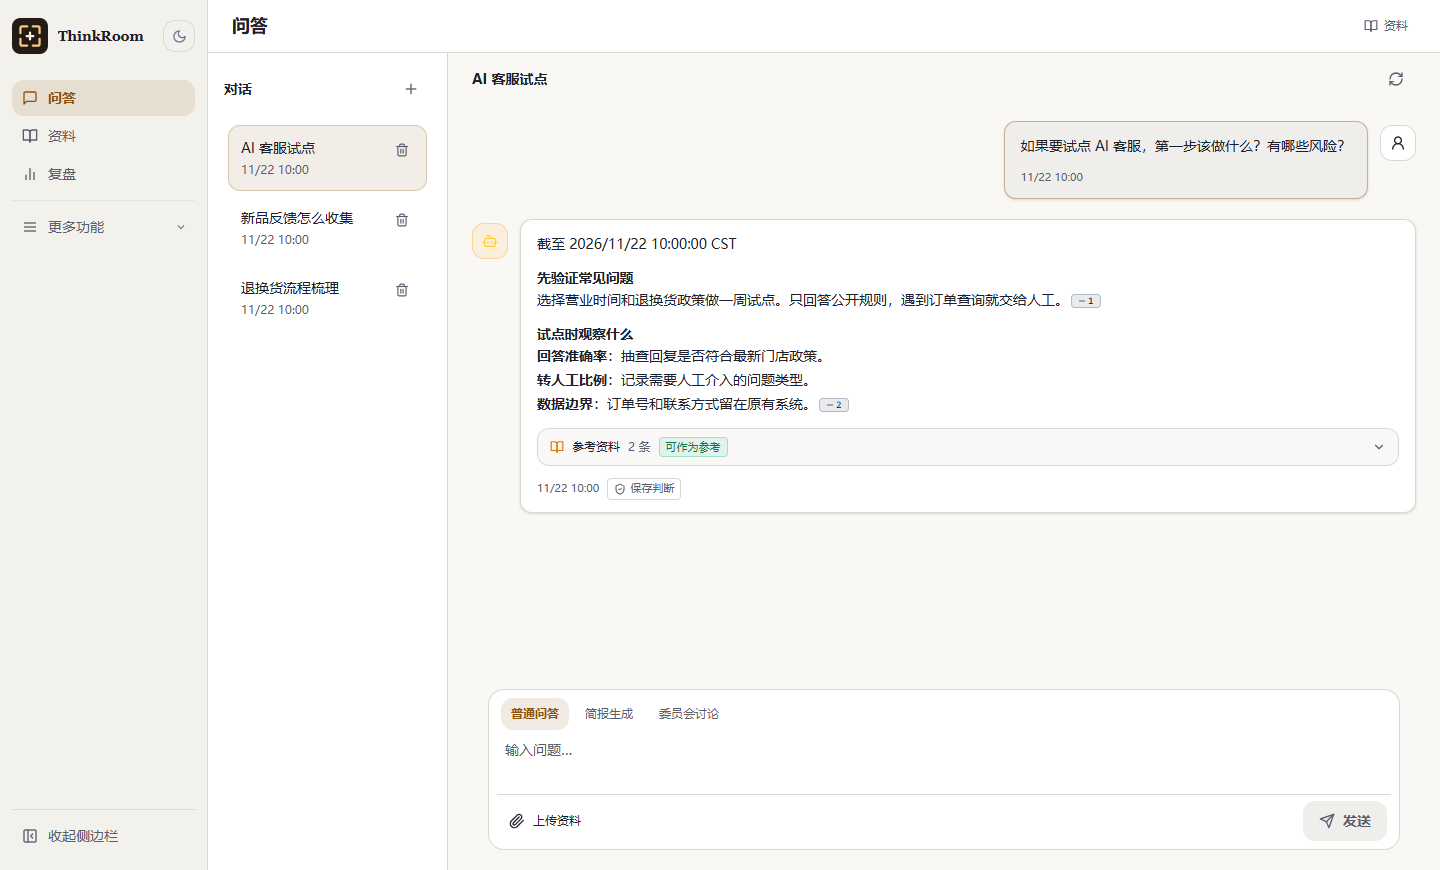 ThinkRoom
问答
资料
复盘
更多功能
收起侧边栏
问答
资料
对话
AI 客服试点
11/22 10:00
新品反馈怎么收集
11/22 10:00
退换货流程梳理
11/22 10:00
AI 客服试点
如果要试点 AI 客服，第一步该做什么？有哪些风险？
11/22 10:00
截至 2026/11/22 10:00:00 CST
先验证常见问题
选择营业时间和退换货政策做一周试点。只回答公开规则，遇到订单查询就交给人工。 1
试点时观察什么
回答准确率：抽查回复是否符合最新门店政策。
转人工比例：记录需要人工介入的问题类型。
数据边界：订单号和联系方式留在原有系统。 2
参考资料 2 条 可作为参考
11/22 10:00 保存判断
普通问答 简报生成 委员会讨论
输入问题...
上传资料
发送